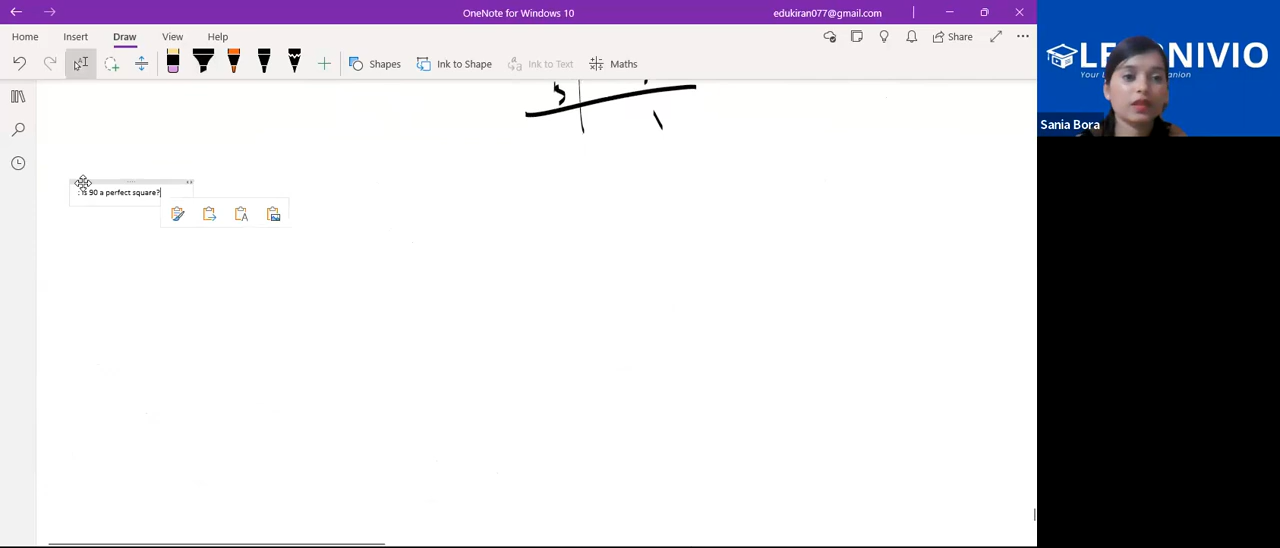 OneNote for Windows 10
edukiran077@gmail.com
Home Insert Draw View Help
Share
Shapes Ink to Shape Ink to Text Maths
5
: Is 90 a perfect square?
Sania Bora